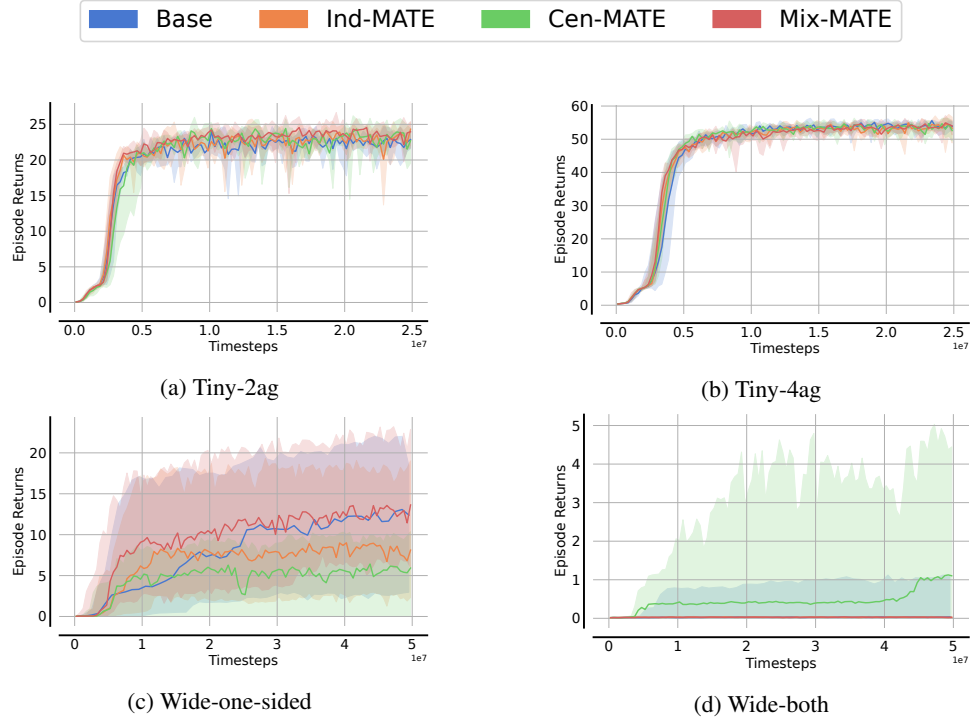 Base Ind-MATE Cen-MATE Mix-MATE
25
20
15
10
5
0
Episode Returns
0.0 0.5 1.0 1.5 2.0 2.5
Timesteps
1e7
(a) Tiny-2ag
60
50
40
30
20
10
0
Episode Returns
0.0 0.5 1.0 1.5 2.0 2.5
Timesteps
1e7
(b) Tiny-4ag
20
15
10
5
0
Episode Returns
0 1 2 3 4 5
Timesteps
1e7
(c) Wide-one-sided
5
4
3
2
1
0
Episode Returns
0 1 2 3 4 5
Timesteps
1e7
(d) Wide-both